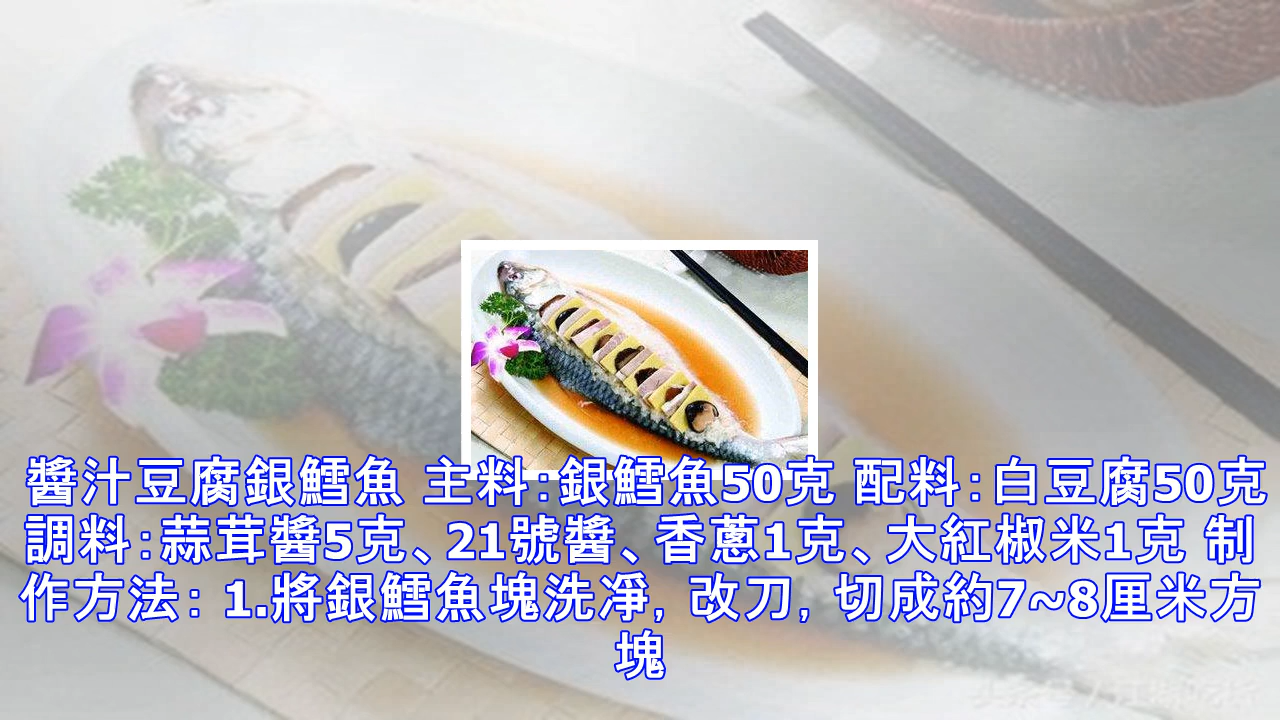 醬汁豆腐銀鱈魚 主料:銀鱈魚50克 配料:白豆腐50克
調料:蒜茸醬5克、21號醬、香蔥1克、大紅椒米1克 制
作方法: 1.將銀鱈魚塊洗凈, 改刀, 切成約7~8厘米方
塊